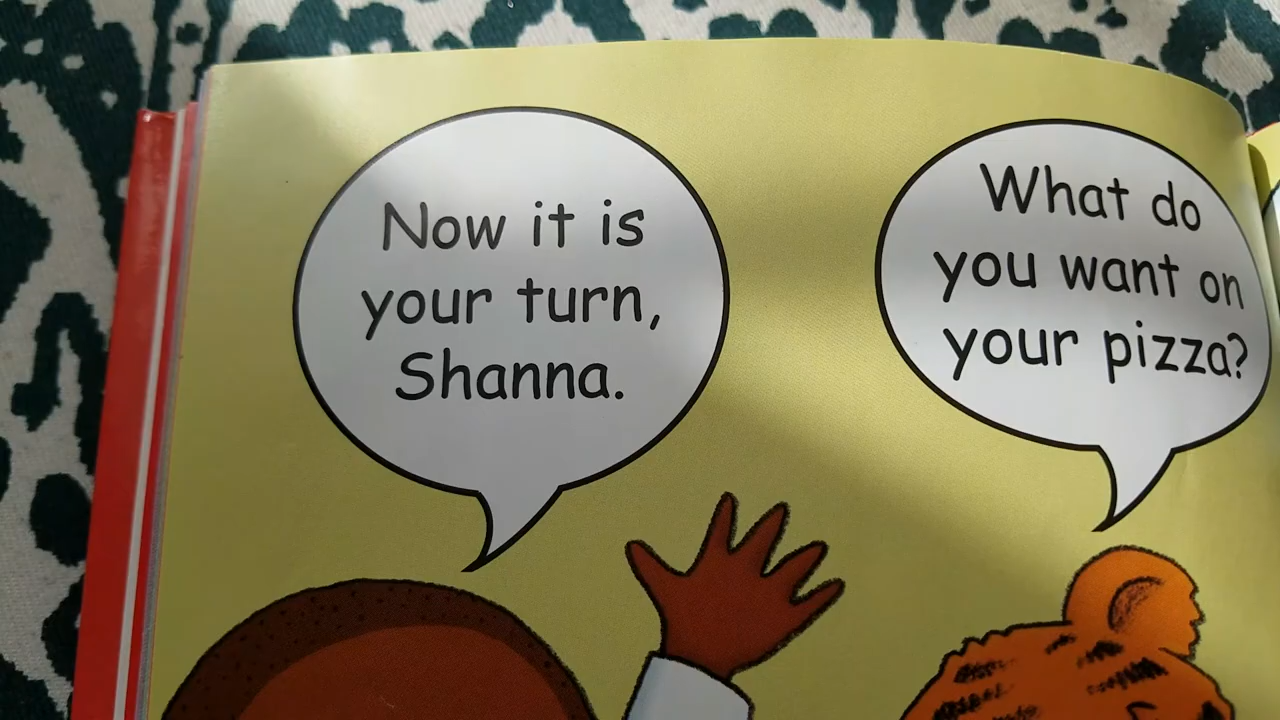 Now it is
your turn,
Shanna.
What do
you want on
your pizza?